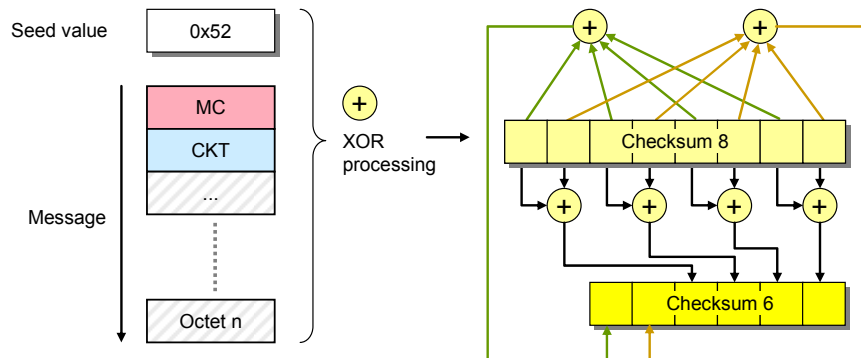 Seed value
0x52
MC
CKT
...
Message
Octet n
+
XOR
processing
+
+
Checksum 8
+
+
+
+
Checksum 6